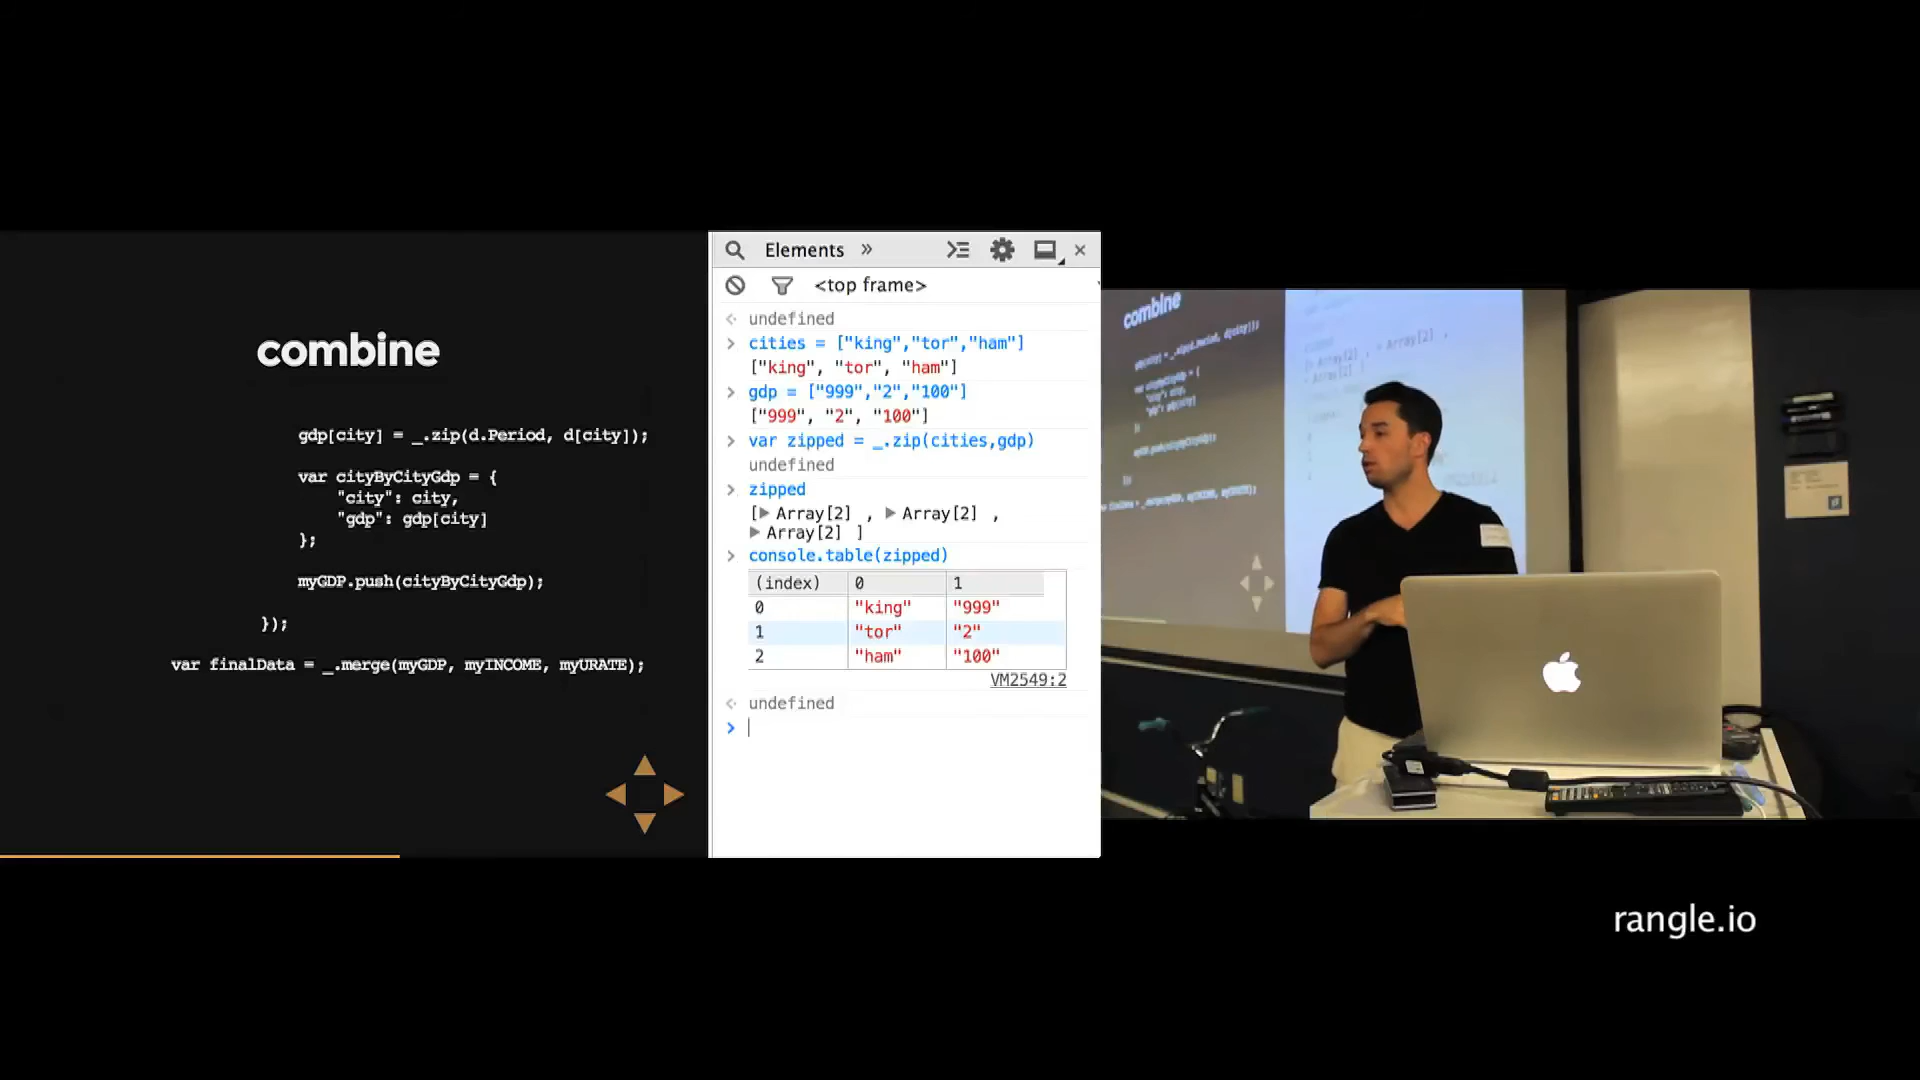 combine
gdp[city] = _.zip(d.Period, d[city]);
var cityByCityGdp = {
"city": city,
"gdp": gdp[city]
};
myGDP.push(cityByCityGdp);
});
var finalData = _.merge(myGDP, myINCOME, myURATE);
Elements »
<top frame>
undefined
cities = ["king","tor","ham"]
["king", "tor", "ham"]
gdp = ["999","2","100"]
["999", "2", "100"]
var zipped = _.zip(cities,gdp)
undefined
zipped
[▶ Array[2] , ▶ Array[2] ,
▶ Array[2] ]
console.table(zipped)
(index) 0 1
0 "king" "999"
1 "tor" "2"
2 "ham" "100"
VM2549:2
undefined
combine
rangle.io